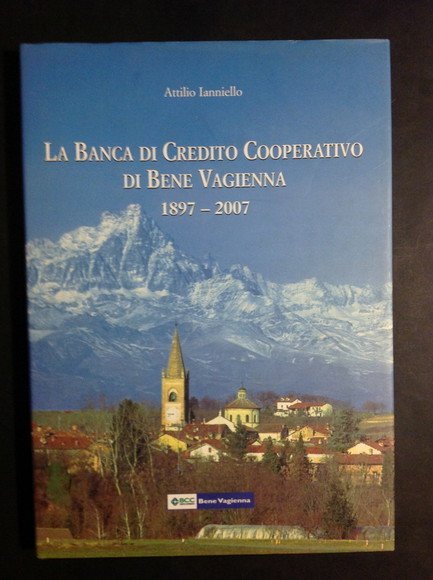 Attilio Ianniello
LA BANCA DI CREDITO COOPERATIVO
DI BENE VAGIENNA
1897 – 2007
BCC
Bene Vagienna